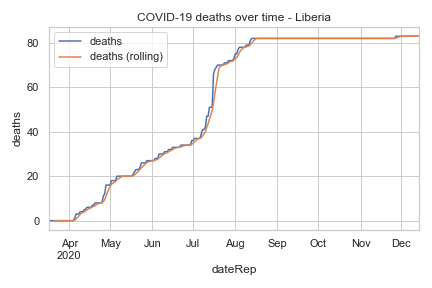 COVID-19 deaths over time - Liberia
deaths
deaths (rolling)
80
60
40
20
0
deaths
Apr May Jun Jul Aug Sep Oct Nov Dec
2020
dateRep